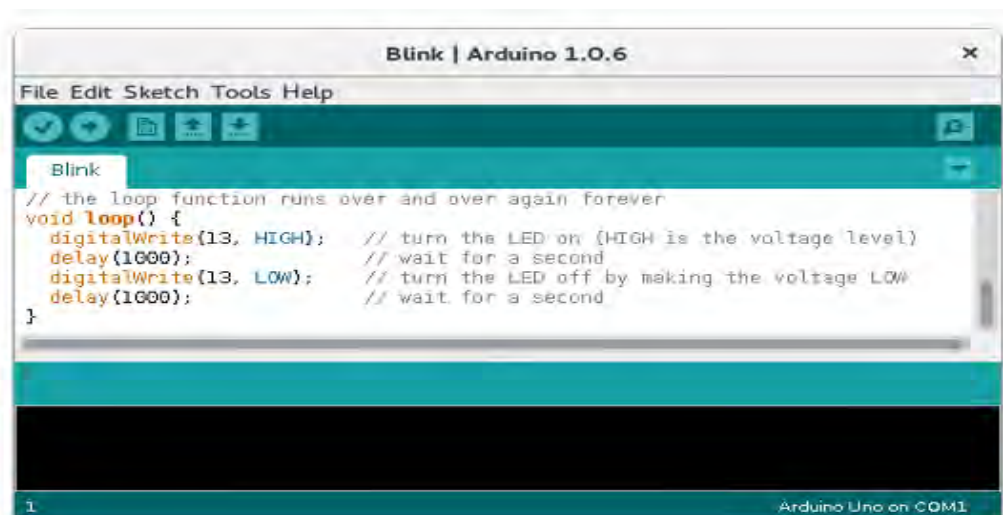 Blink | Arduino 1.0.6
File Edit Sketch Tools Help
Blink
// the loop function runs over and over again forever
void loop() {
digitalWrite(13, HIGH); // turn the LED on (HIGH is the voltage level)
delay(1000); // wait for a second
digitalWrite(13, LOW); // turn the LED off by making the voltage LOW
delay(1000); // wait for a second
}
1
Arduino Uno on COM1